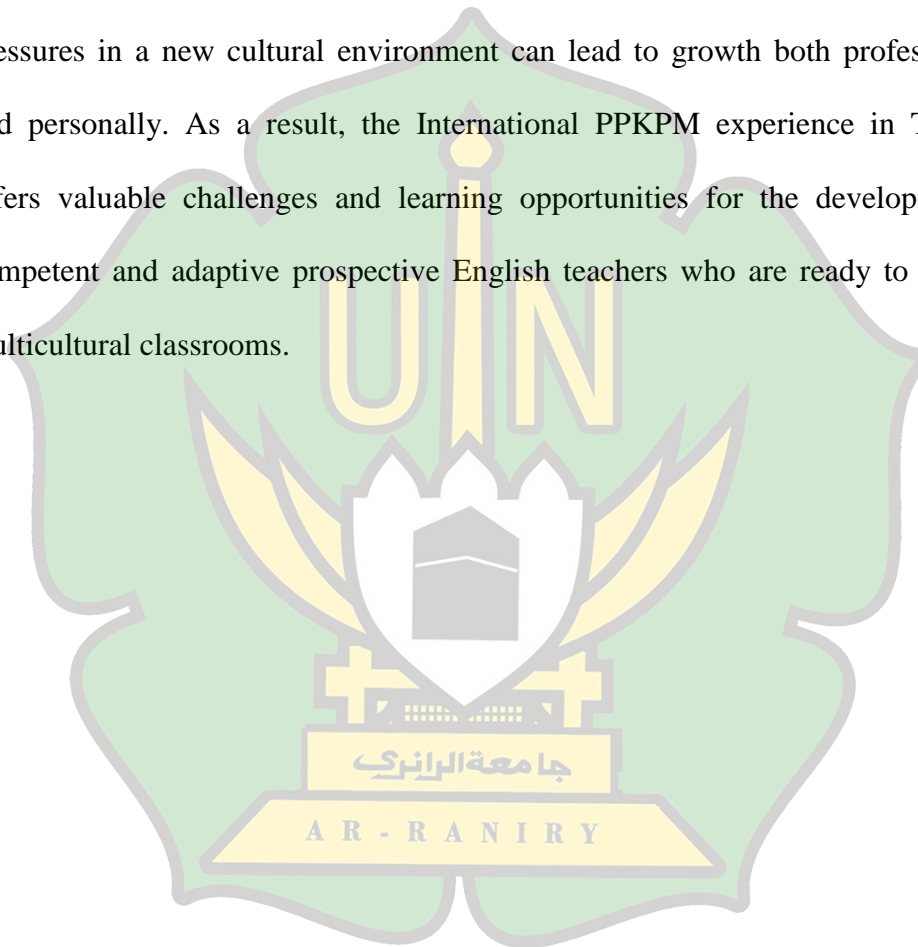 essures in a new cultural environment can lead to growth both profes
d personally. As a result, the International PPKPM experience in T
fers valuable challenges and learning opportunities for the develop
mpetent and adaptive prospective English teachers who are ready to
ulticultural classrooms.
UIN
جامعةالرانري
AR-RANIRY